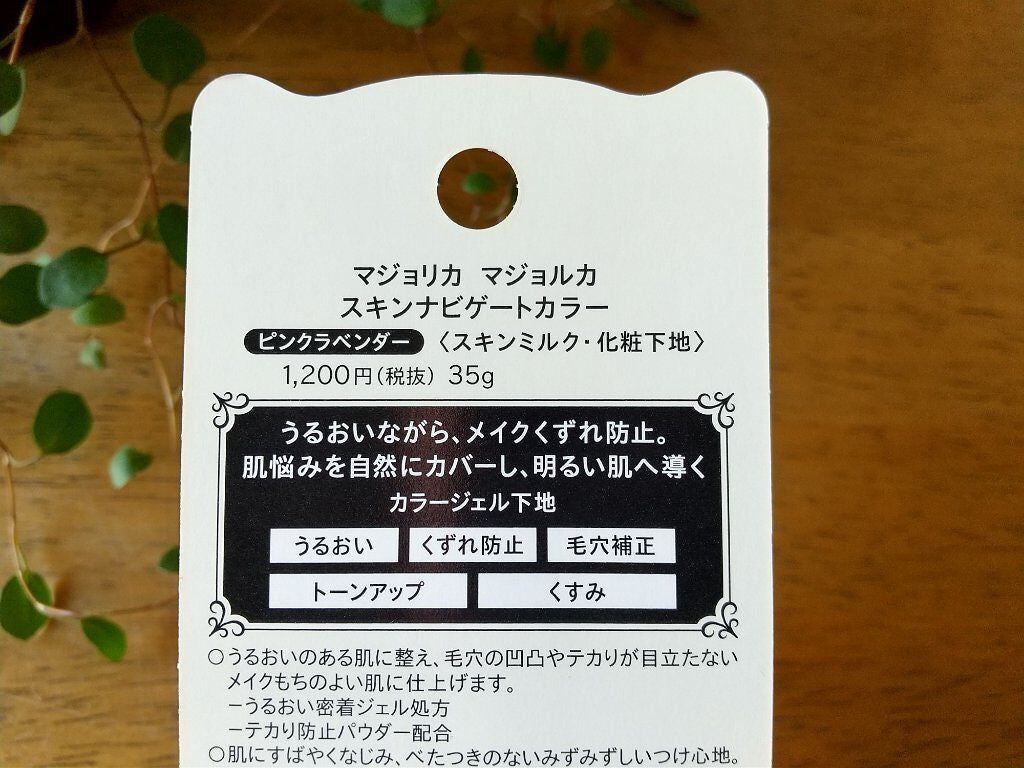 マジョリカ マジョルカ
スキンナビゲートカラー
ピンクラベンダー 〈スキンミルク・化粧下地〉
1,200円(税抜) 35g
うるおいながら、メイクくずれ防止。
肌悩みを自然にカバーし、明るい肌へ導く
カラージェル下地
うるおい くずれ防止 毛穴補正
トーンアップ くすみ
○うるおいのある肌に整え、毛穴の凹凸やテカりが目立たない
メイクもちのよい肌に仕上げます。
−うるおい密着ジェル処方
−テカり防止パウダー配合
○肌にすばやくなじみ、べたつきのないみずみずしいつけ心地。